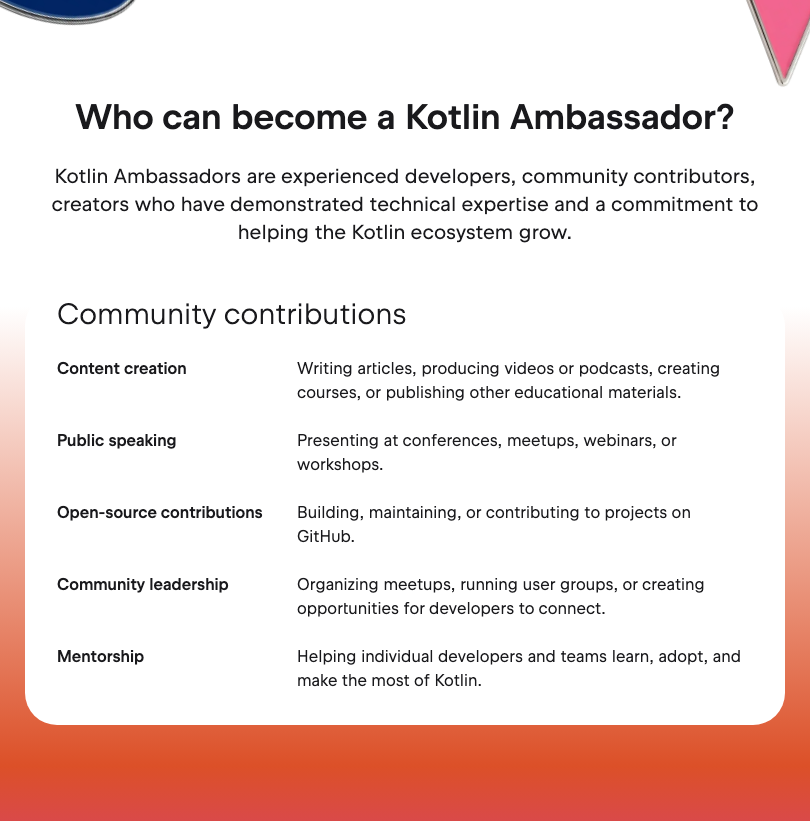 Who can become a Kotlin Ambassador?
Kotlin Ambassadors are experienced developers, community contributors,
creators who have demonstrated technical expertise and a commitment to
helping the Kotlin ecosystem grow.
Community contributions
Content creation
Writing articles, producing videos or podcasts, creating
courses, or publishing other educational materials.
Public speaking
Presenting at conferences, meetups, webinars, or
workshops.
Open-source contributions
Building, maintaining, or contributing to projects on
GitHub.
Community leadership
Organizing meetups, running user groups, or creating
opportunities for developers to connect.
Mentorship
Helping individual developers and teams learn, adopt, and
make the most of Kotlin.